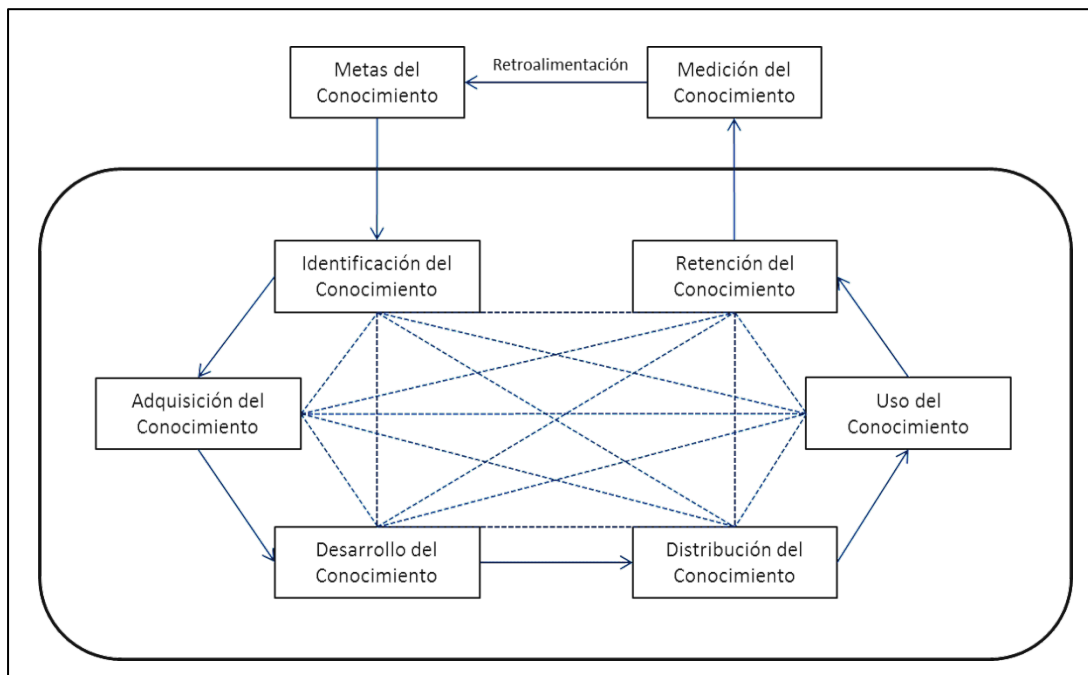 Metas del
Conocimiento
Retroalimentación
Medición del
Conocimiento
Identificación del
Conocimiento
Retención del
Conocimiento
Adquisición del
Conocimiento
Uso del
Conocimiento
Desarrollo del
Conocimiento
Distribución del
Conocimiento